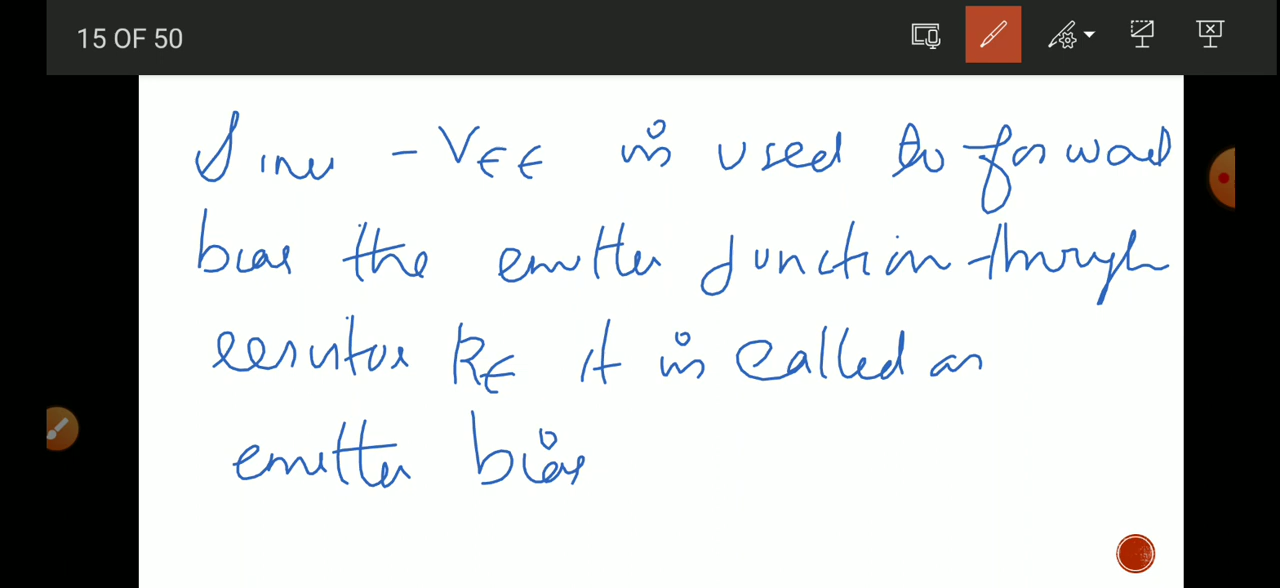 15 OF 50
Since -VEE is used to forward
bias the emitter junction through
resistor RE it is called as
emitter bias